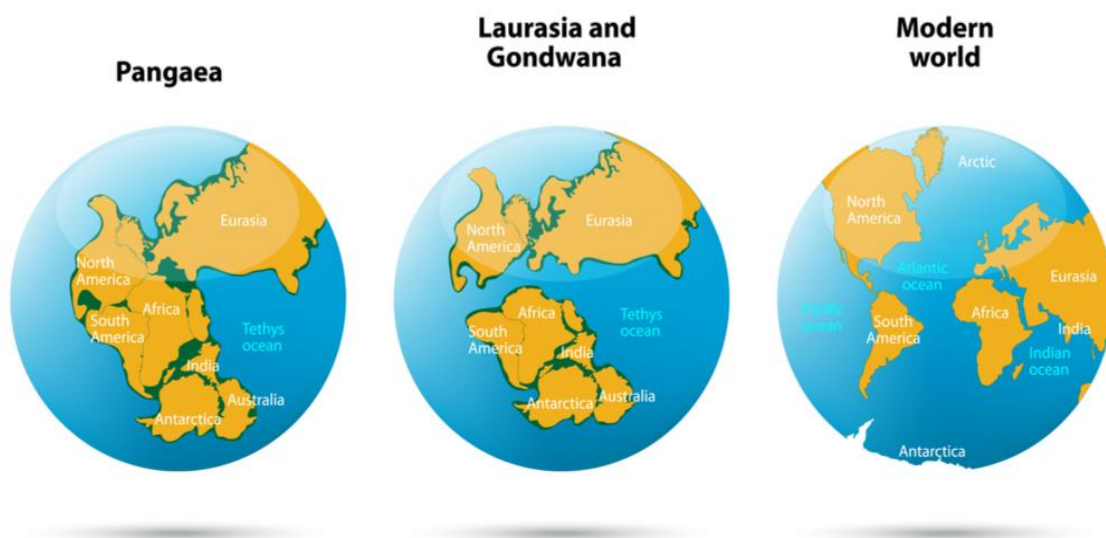 Pangaea
Laurasia and
Gondwana
Modern
world
Eurasia
North
America
Africa
South
America
Tethys
ocean
India
Australia
Antarctica
North
America
Eurasia
Africa
South
America
Tethys
ocean
India
Australia
Antarctica
Arctic
North
America
Atlantic
ocean
Eurasia
Pacific
ocean
South
America
Africa
India
Indian
ocean
Antarctica